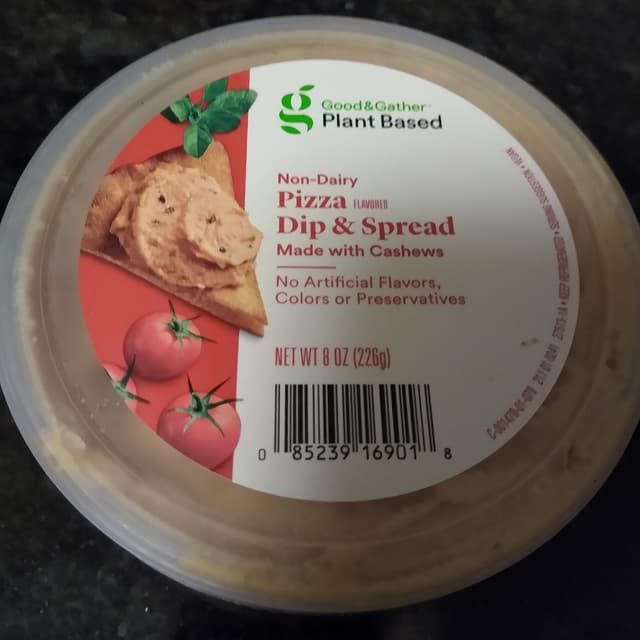 Good&Gather™
Plant Based
Non-Dairy
Pizza FLAVORED
Dip & Spread
Made with Cashews
No Artificial Flavors,
Colors or Preservatives
NET WT 8 OZ (226g)
0 85239 16901 8